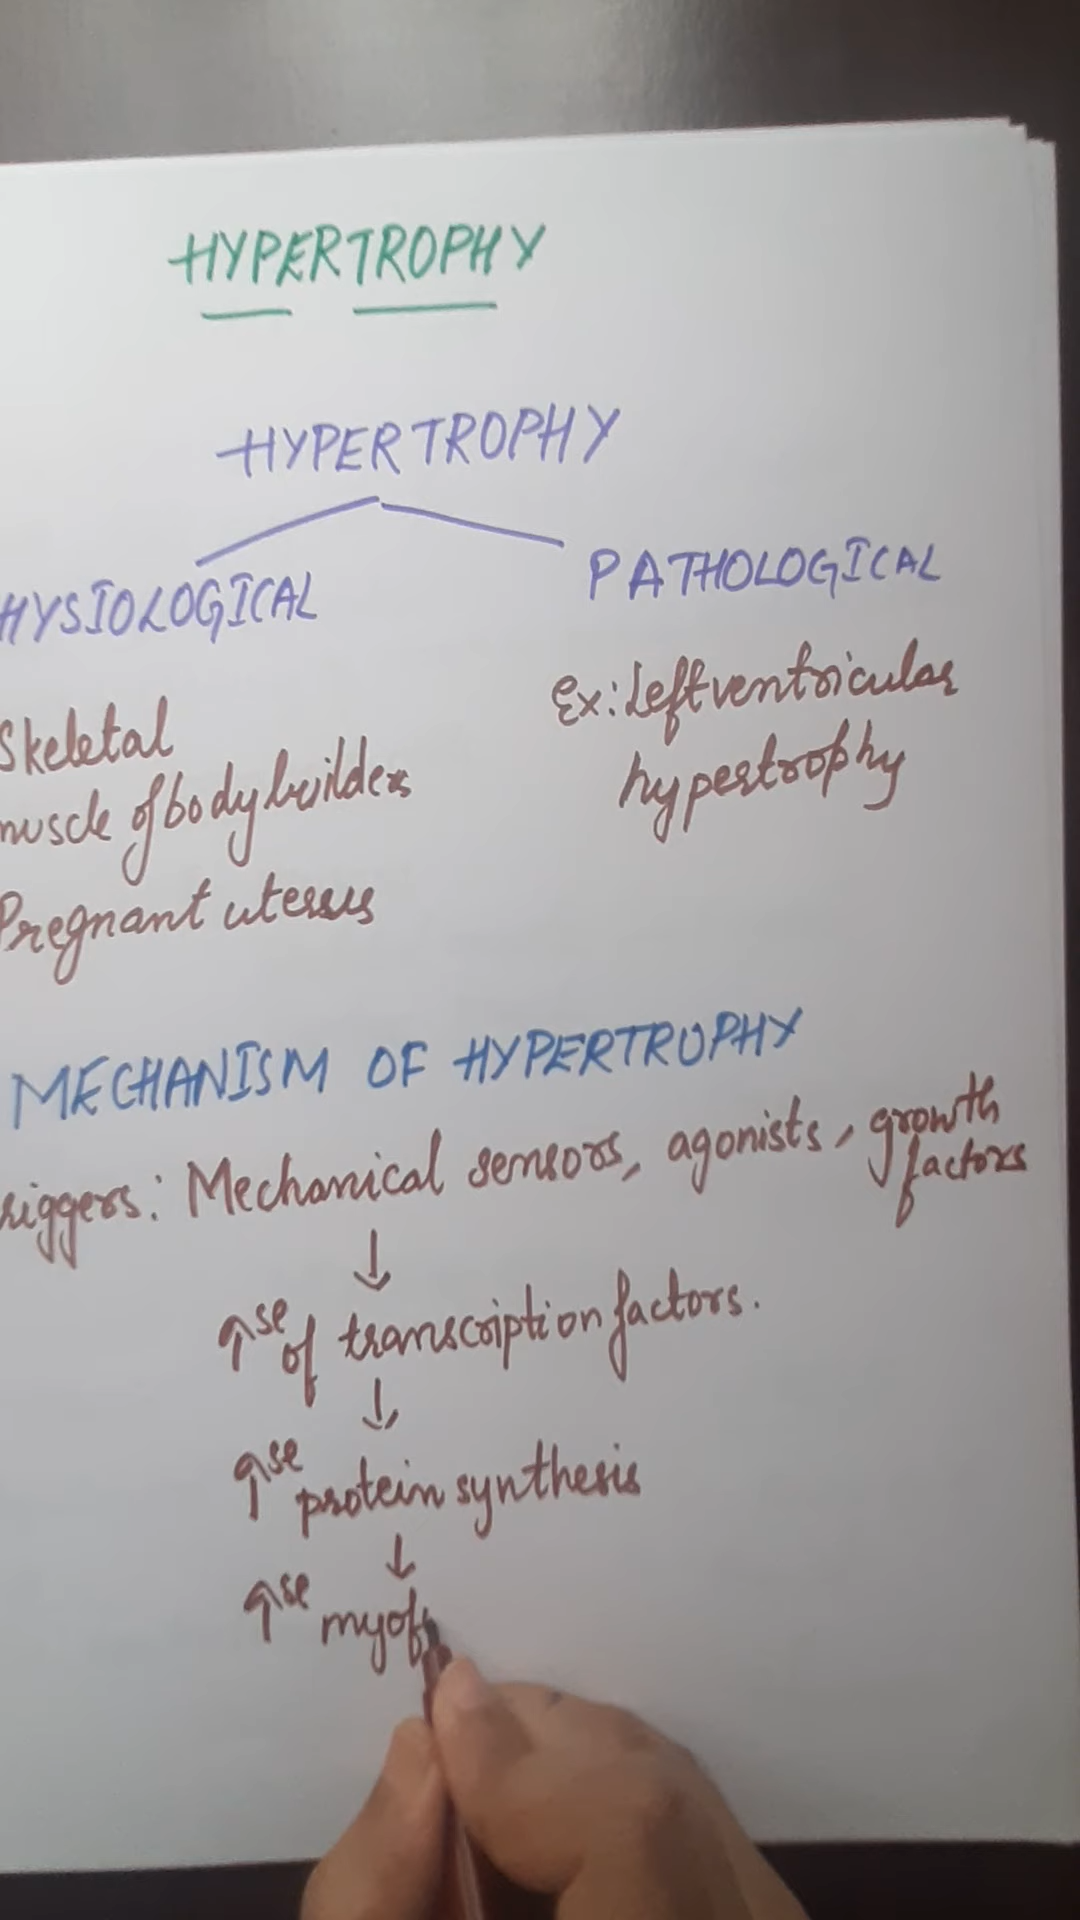 HYPERTROPHY
HYPERTROPHY
HYSIOLOGICAL PATHOLOGICAL
Skeletal
muscle of bodybuilders
Pregnant uterus
Ex: Left ventricular
hypertrophy
MECHANISM OF HYPERTROPHY
riggers: Mechanical sensors, agonists, growth
factors
↓
↑se of transcription factors.
↓
↑se protein synthesis
↓
↑se myof